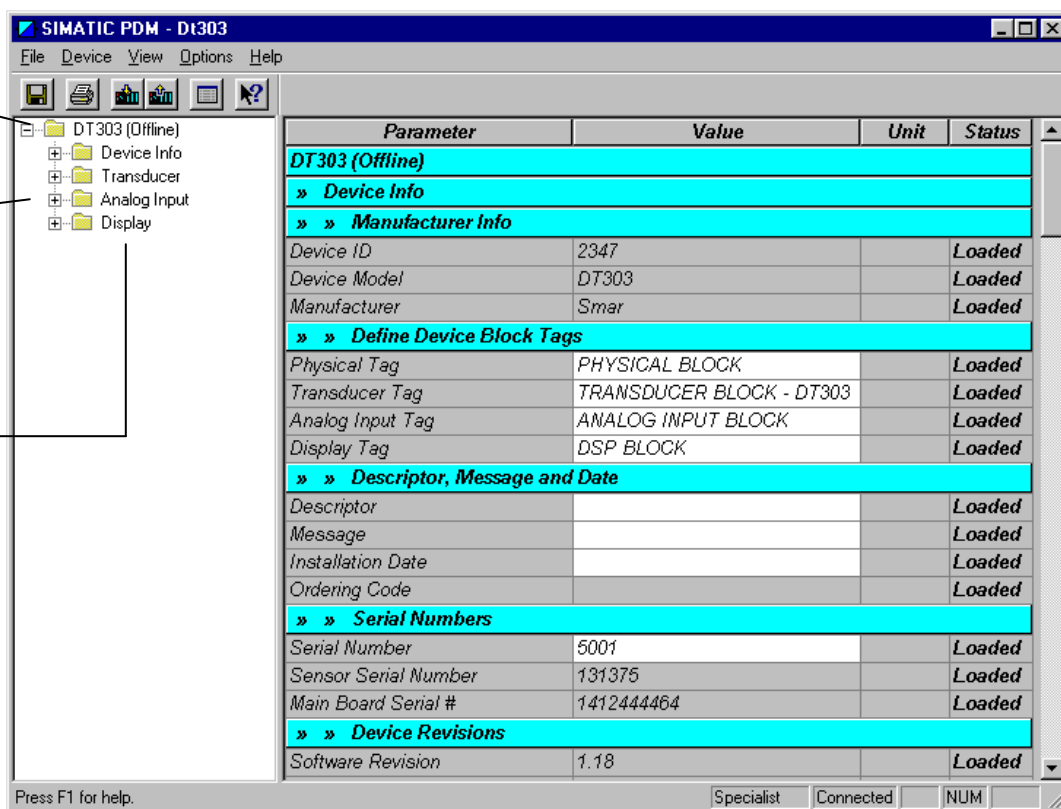 SIMATIC PDM - Dt303
File Device View Options Help
DT303 (Offline)
Device Info
Transducer
Analog Input
Display
Parameter Value Unit Status
DT303 (Offline)
» Device Info
» » Manufacturer Info
Device ID 2347 Loaded
Device Model DT303 Loaded
Manufacturer Smar Loaded
» » Define Device Block Tags
Physical Tag PHYSICAL BLOCK Loaded
Transducer Tag TRANSDUCER BLOCK - DT303 Loaded
Analog Input Tag ANALOG INPUT BLOCK Loaded
Display Tag DSP BLOCK Loaded
» » Descriptor, Message and Date
Descriptor Loaded
Message Loaded
Installation Date Loaded
Ordering Code Loaded
» » Serial Numbers
Serial Number 5001 Loaded
Sensor Serial Number 131375 Loaded
Main Board Serial # 1412444464 Loaded
» » Device Revisions
Software Revision 1.18 Loaded
Press F1 for help. Specialist Connected NUM